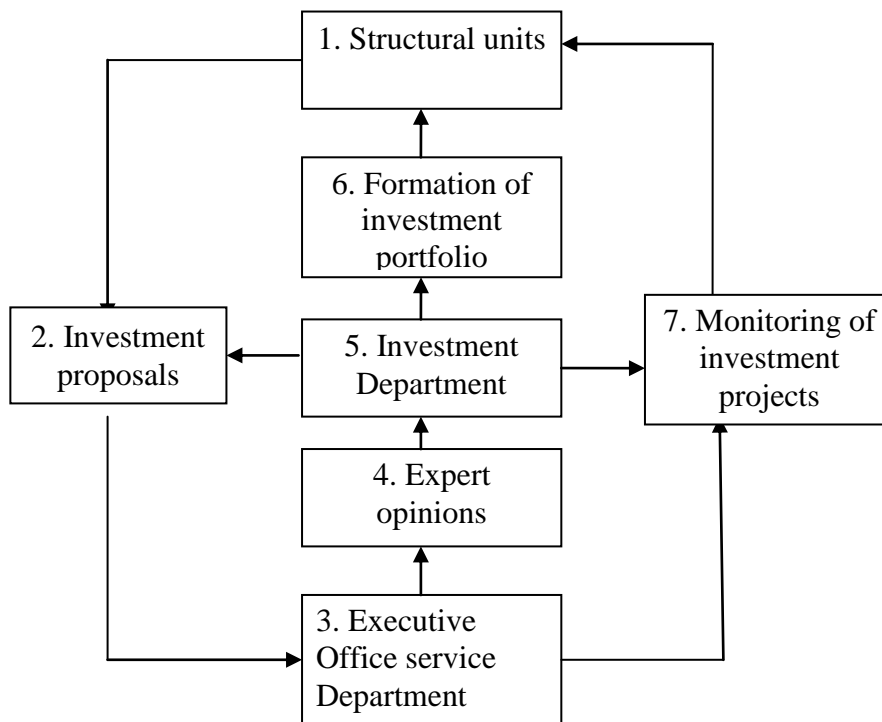 1. Structural units
6. Formation of
investment
portfolio
2. Investment
proposals
5. Investment
Department
7. Monitoring of
investment
projects
4. Expert
opinions
3. Executive
Office service
Department